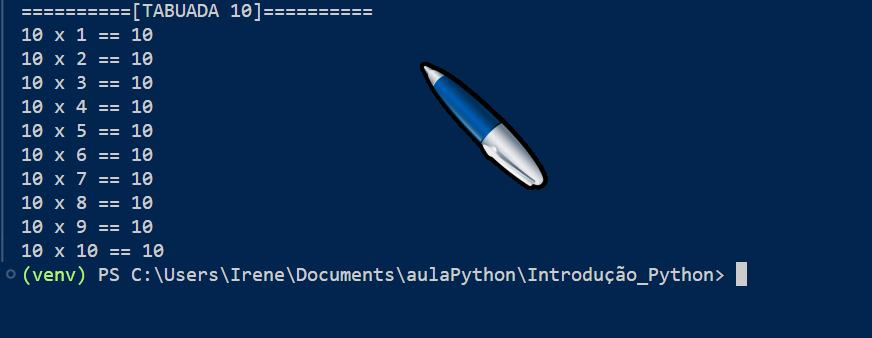 ==========[TABUADA 10]==========
10 x 1 == 10
10 x 2 == 10
10 x 3 == 10
10 x 4 == 10
10 x 5 == 10
10 x 6 == 10
10 x 7 == 10
10 x 8 == 10
10 x 9 == 10
10 x 10 == 10
(venv) PS C:\Users\Irene\Documents\aulaPython\Introdução_Python>